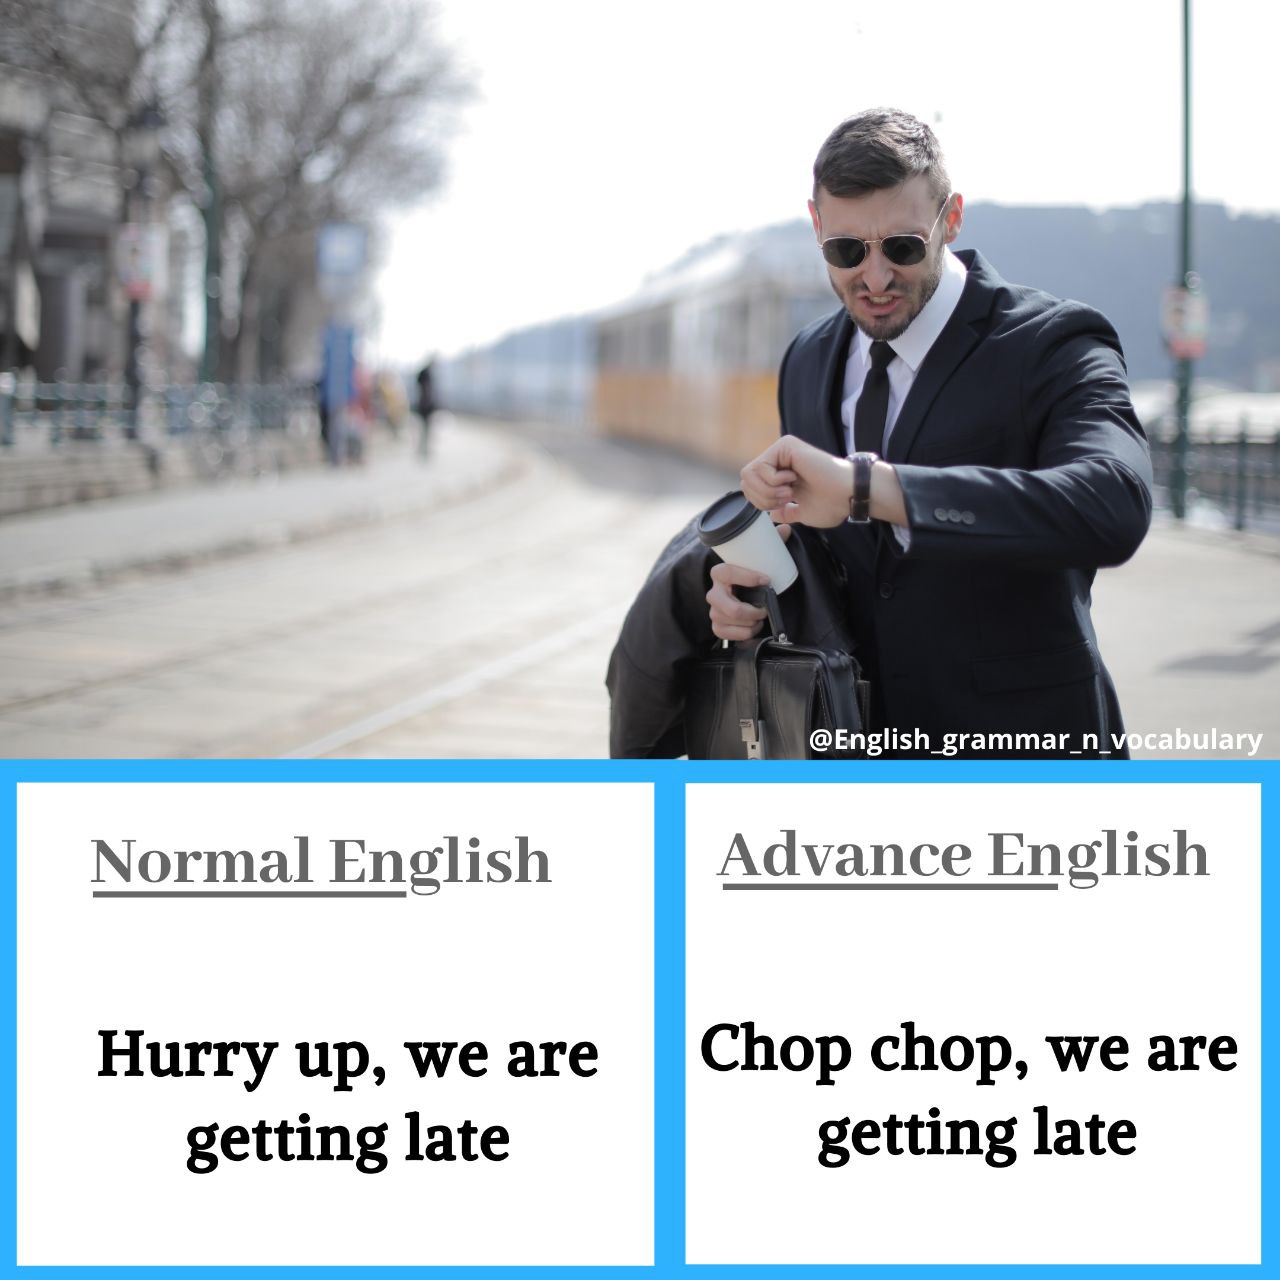 @English_grammar_n_vocabulary
Normal English
Hurry up, we are
getting late
Advance English
Chop chop, we are
getting late